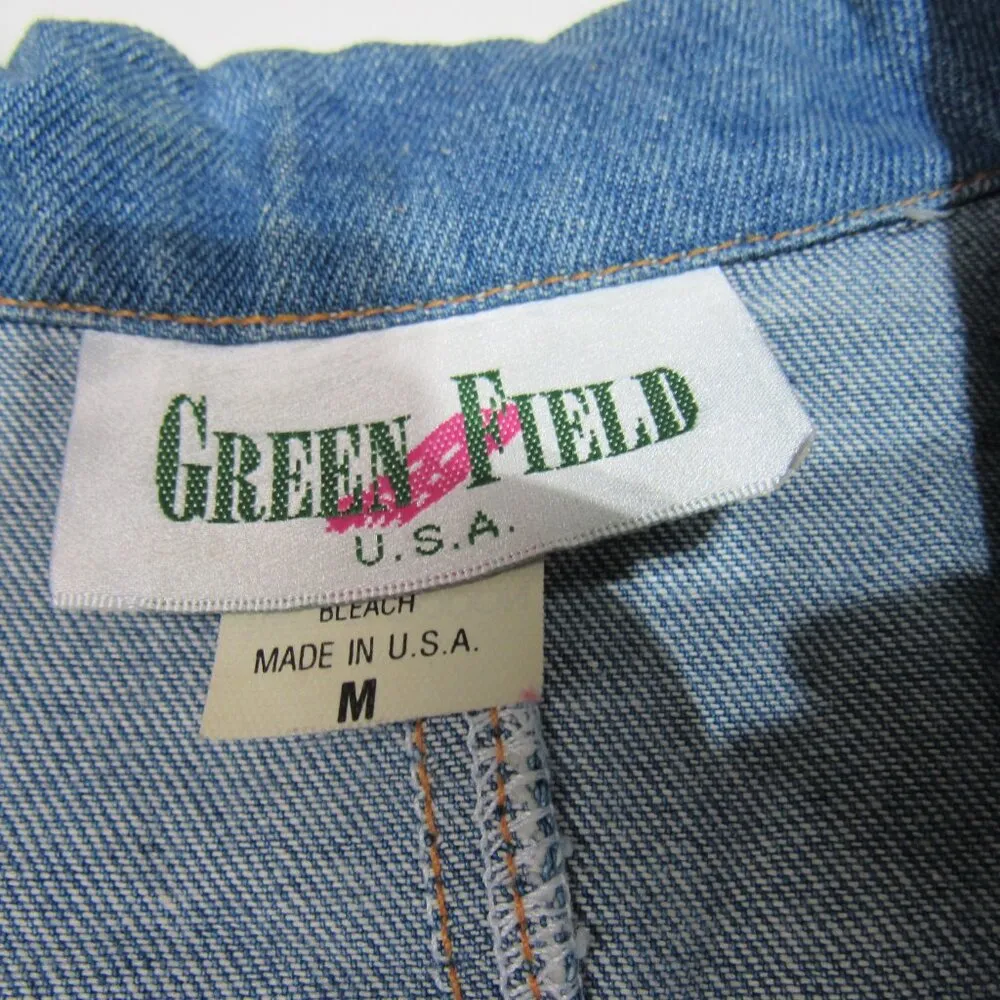 GREEN FIELD
U.S.A.
BLEACH
MADE IN U.S.A.
M